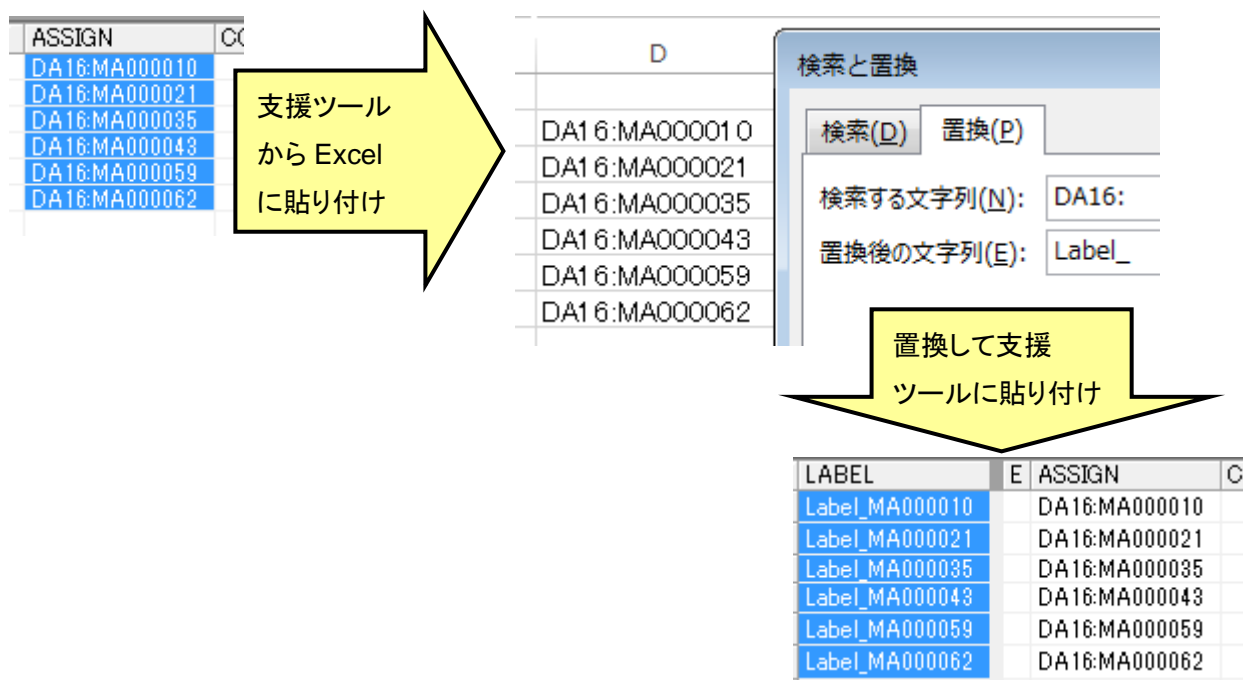 ASSIGN
DA16:MA000010
DA16:MA000021
DA16:MA000035
DA16:MA000043
DA16:MA000059
DA16:MA000062
支援ツール
から Excel
に貼り付け
D
DA16:MA000010
DA16:MA000021
DA16:MA000035
DA16:MA000043
DA16:MA000059
DA16:MA000062
検索と置換
検索(D) 置換(P)
検索する文字列(N): DA16:
置換後の文字列(E): Label_
置換して支援
ツールに貼り付け
LABEL E ASSIGN C
Label_MA000010 DA16:MA000010
Label_MA000021 DA16:MA000021
Label_MA000035 DA16:MA000035
Label_MA000043 DA16:MA000043
Label_MA000059 DA16:MA000059
Label_MA000062 DA16:MA000062